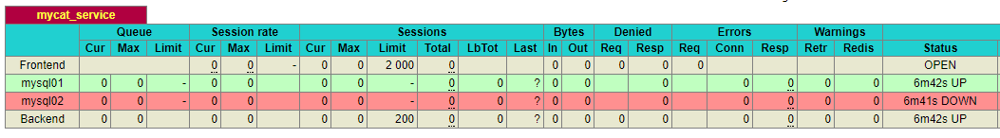 mycat_service
Queue Session rate Sessions Bytes Denied Errors Warnings
Cur Max Limit Cur Max Limit Cur Max Limit Total LbTot Last In Out Req Resp Req Conn Resp Retr Redis Status
Frontend 0 0 - 0 0 2 000 0 0 0 0 0 0 OPEN
mysql01 0 0 - 0 0 0 0 - 0 0 ? 0 0 0 0 0 0 0 6m42s UP
mysql02 0 0 - 0 0 0 0 - 0 0 ? 0 0 0 0 0 0 0 6m41s DOWN
Backend 0 0 0 0 0 0 200 0 0 ? 0 0 0 0 0 0 0 0 6m42s UP